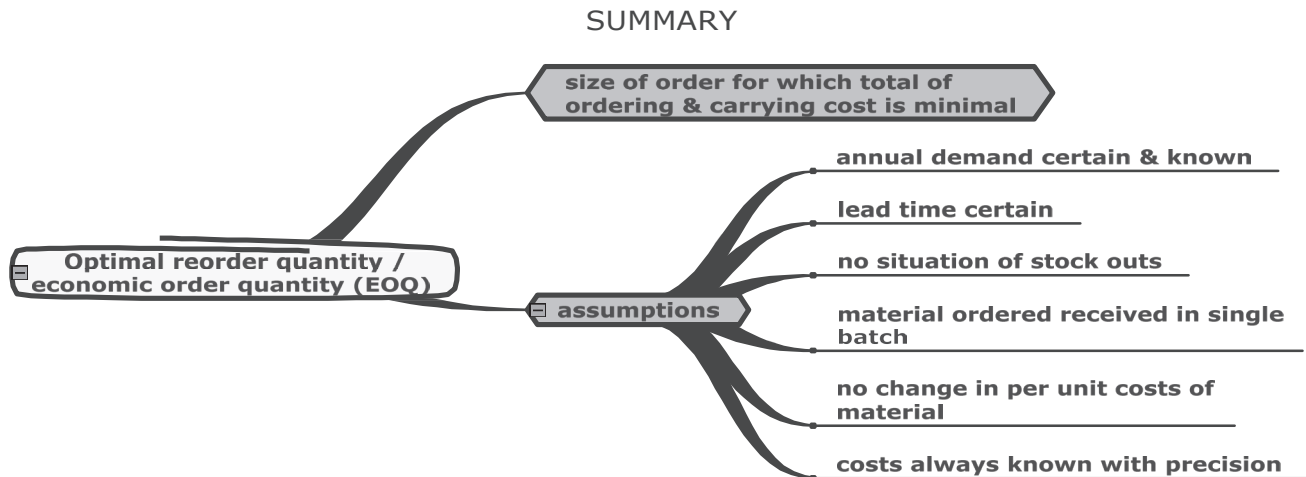 SUMMARY
size of order for which total of
ordering & carrying cost is minimal
annual demand certain & known
lead time certain
no situation of stock outs
Optimal reorder quantity /
economic order quantity (EOQ)
assumptions
material ordered received in single
batch
no change in per unit costs of
material
costs always known with precision